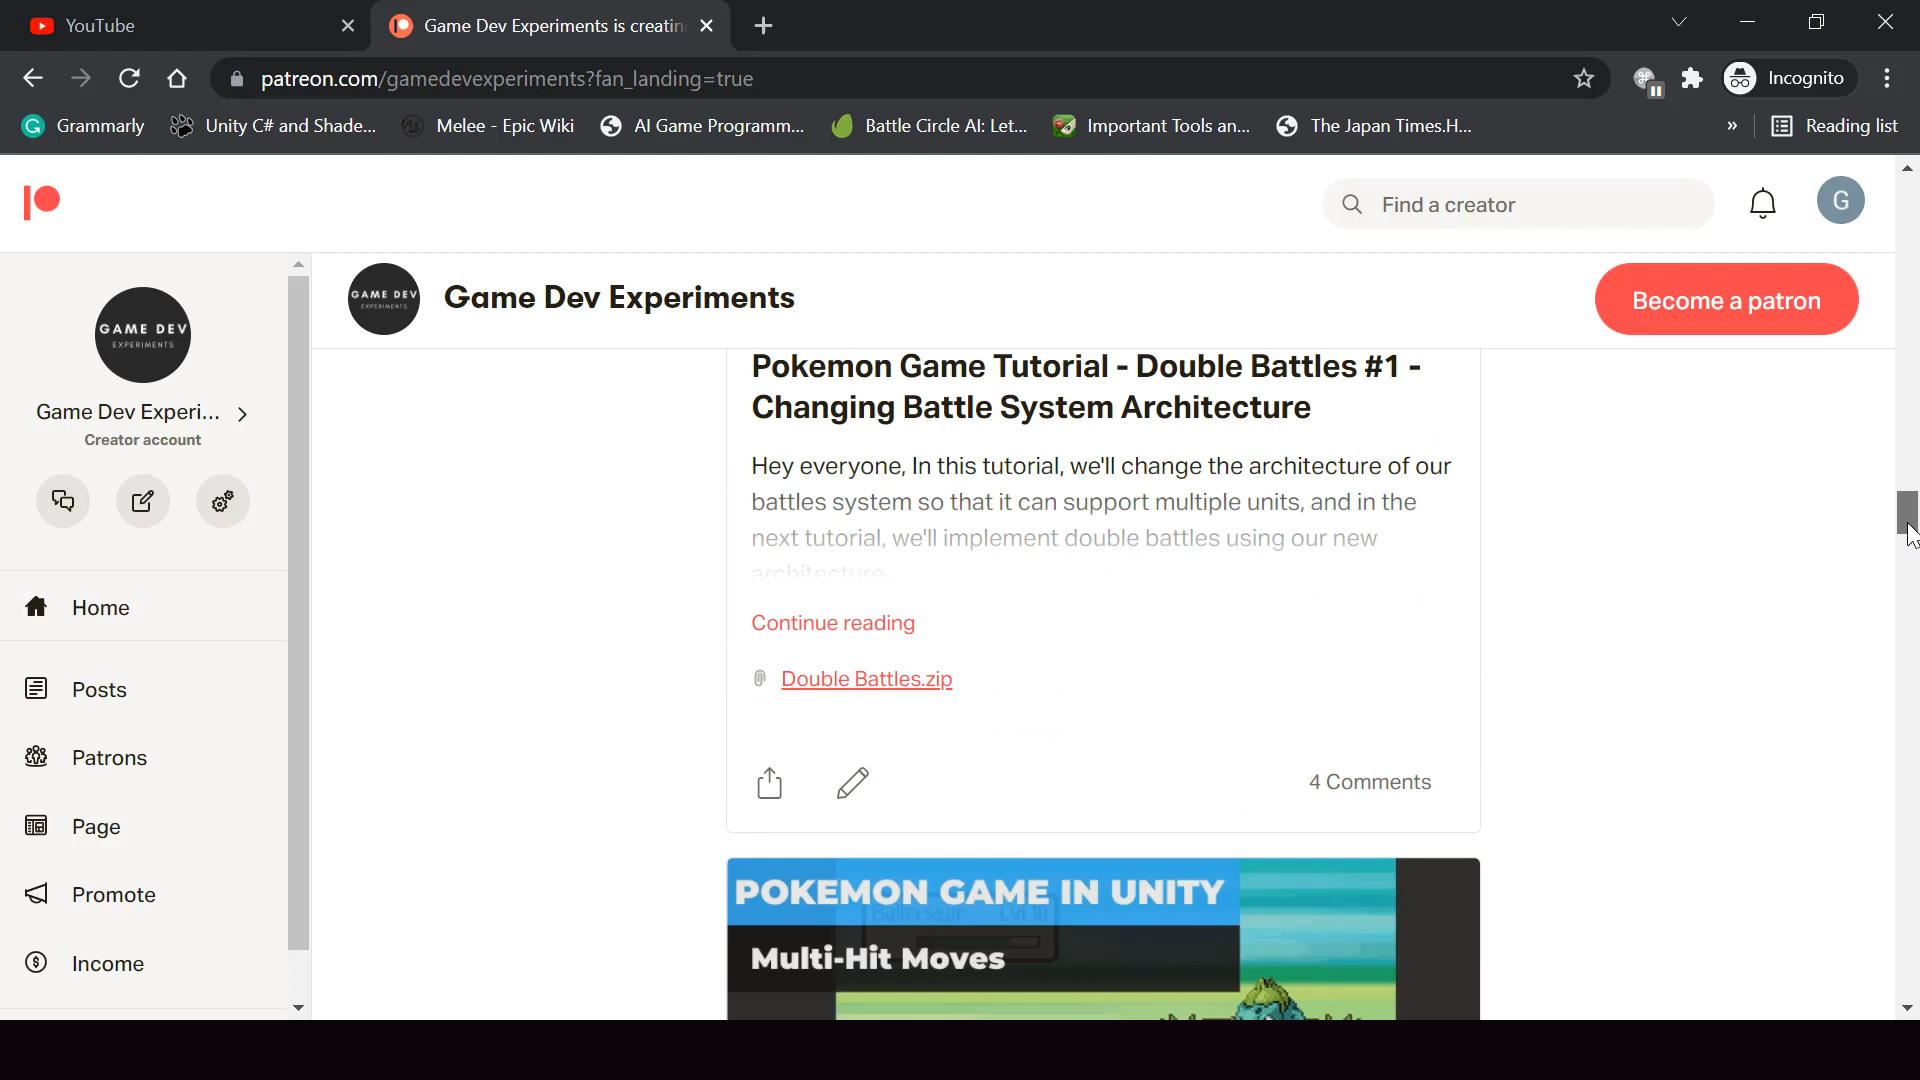 YouTube
Game Dev Experiments is creatin
patreon.com/gamedevexperiments?fan_landing=true
Incognito
Grammarly
Unity C# and Shade...
Melee - Epic Wiki
AI Game Programm...
Battle Circle AI: Let...
Important Tools an...
The Japan Times.H...
»
Reading list
Find a creator
G
GAME DEV
EXPERIMENTS
Game Dev Experiments
Become a patron
GAME DEV
EXPERIMENTS
Game Dev Experi...
Creator account
Home
Posts
Patrons
Page
Promote
Income
Pokemon Game Tutorial - Double Battles #1 -
Changing Battle System Architecture
Hey everyone, In this tutorial, we'll change the architecture of our
battles system so that it can support multiple units, and in the
next tutorial, we'll implement double battles using our new
architecture.
Continue reading
Double Battles.zip
4 Comments
POKEMON GAME IN UNITY
Bulbasaur Lvl 10
Multi-Hit Moves